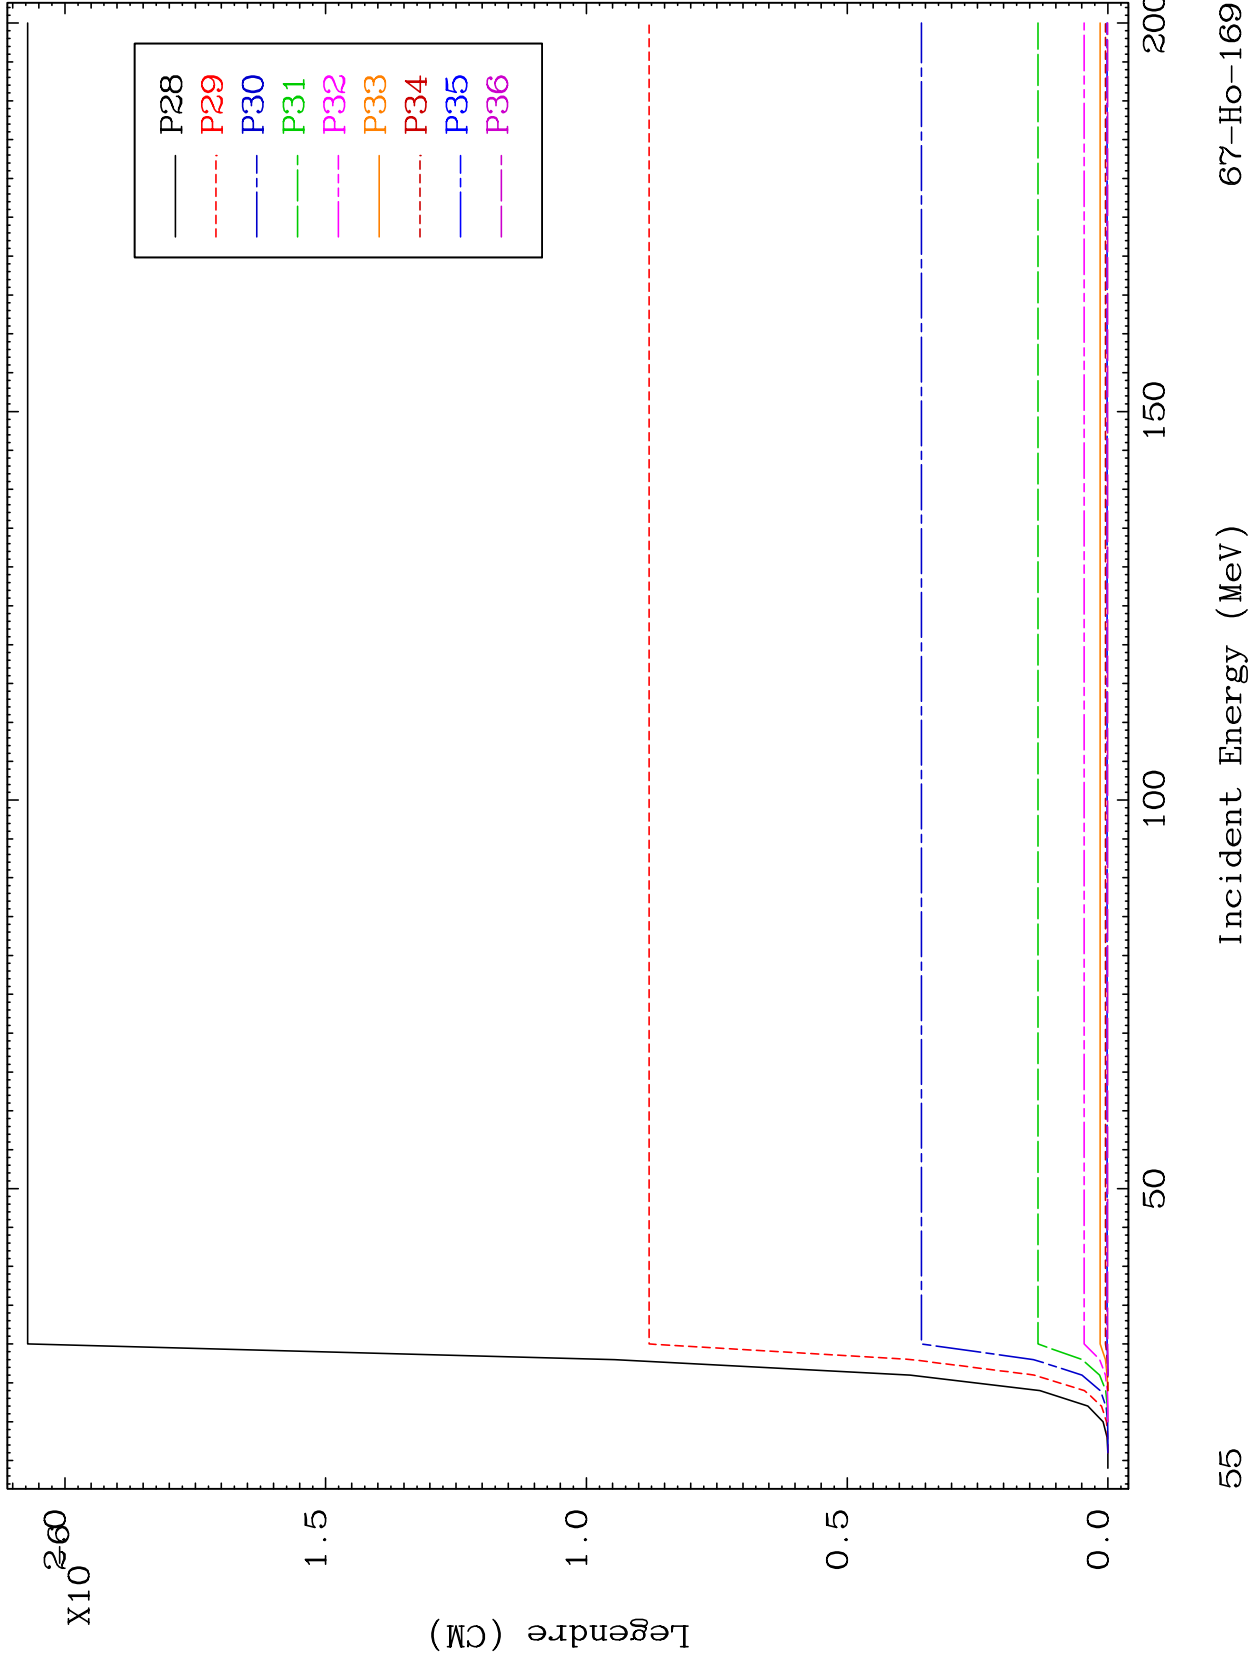 X10-6
2.0
1.5
1.0
0.5
0.0
Legendre (CM)
P28
P29
P30
P31
P32
P33
P34
P35
P36
50 100 150 200
55 Incident Energy (MeV) 67-Ho-169